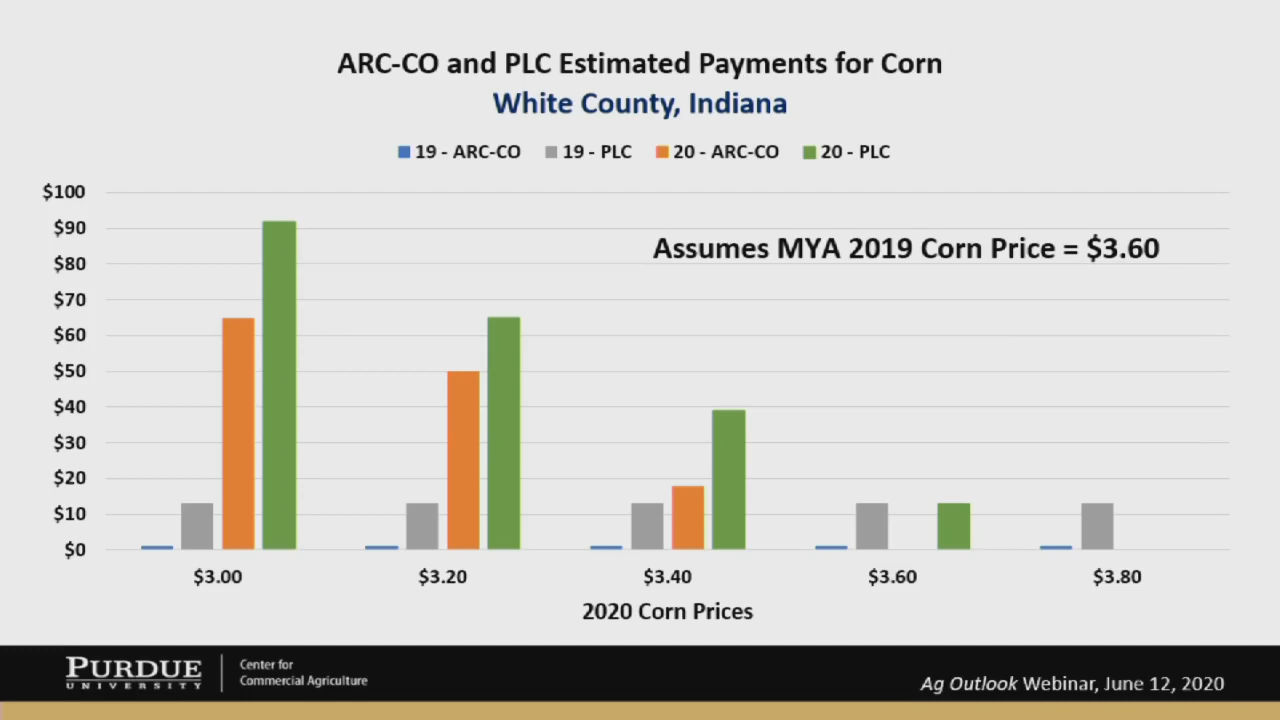 ARC-CO and PLC Estimated Payments for Corn
White County, Indiana
19 - ARC-CO 19 - PLC 20 - ARC-CO 20 - PLC
$100
$90
Assumes MYA 2019 Corn Price = $3.60
$80
$70
$60
$50
$40
$30
$20
$10
$0
$3.00 $3.20 $3.40 $3.60 $3.80
2020 Corn Prices
PURDUE
UNIVERSITY
Center for
Commercial Agriculture
Ag Outlook Webinar, June 12, 2020